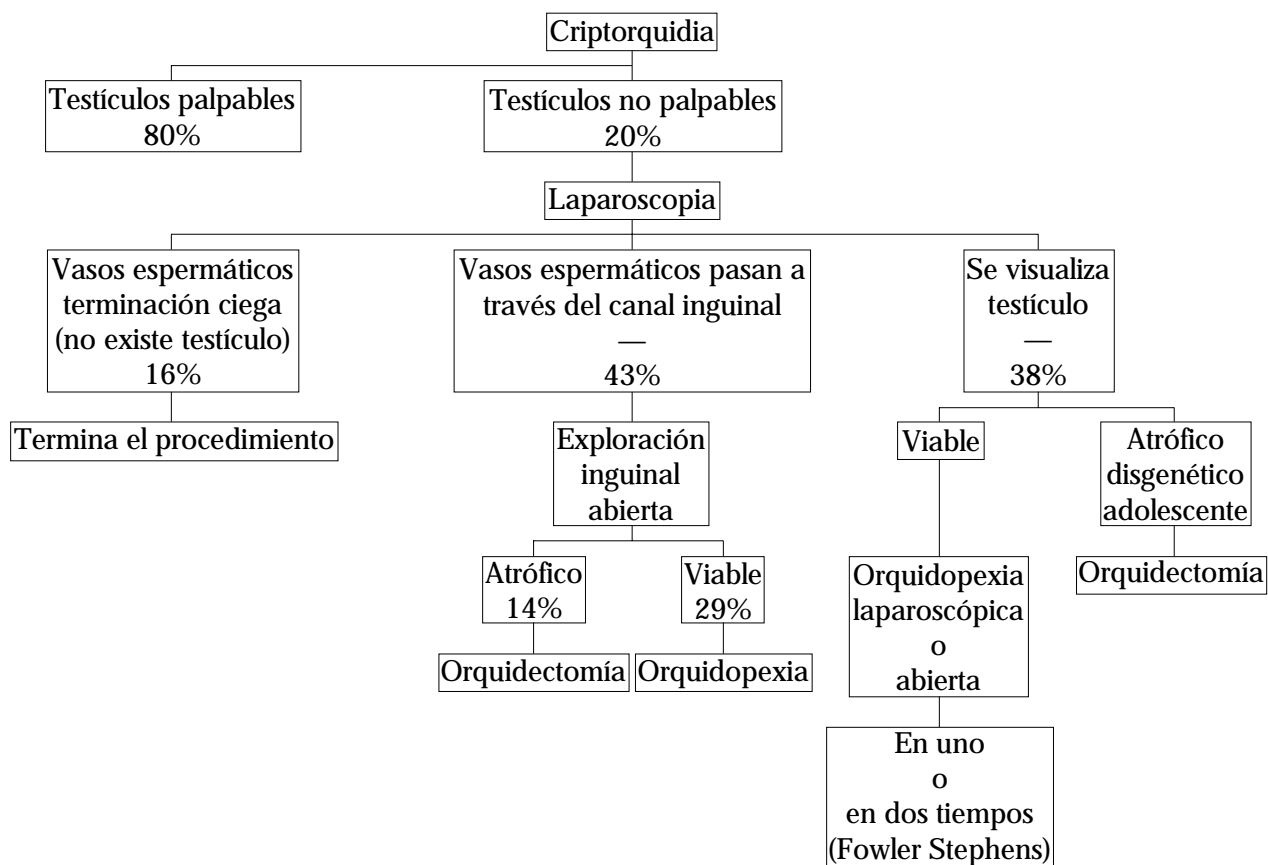 Criptorquidia
Testículos palpables
80%
Testículos no palpables
20%
Laparoscopia
Vasos espermáticos
terminación ciega
(no existe testículo)
16%
Termina el procedimiento
Vasos espermáticos pasan a
través del canal inguinal
—
43%
Exploración
inguinal
abierta
Atrófico
14%
Orquidectomía
Viable
29%
Orquidopexia
Se visualiza
testículo
—
38%
Viable
Orquidopexia
laparoscópica
o
abierta
En uno
o
en dos tiempos
(Fowler Stephens)
Atrófico
disgenético
adolescente
Orquidectomía